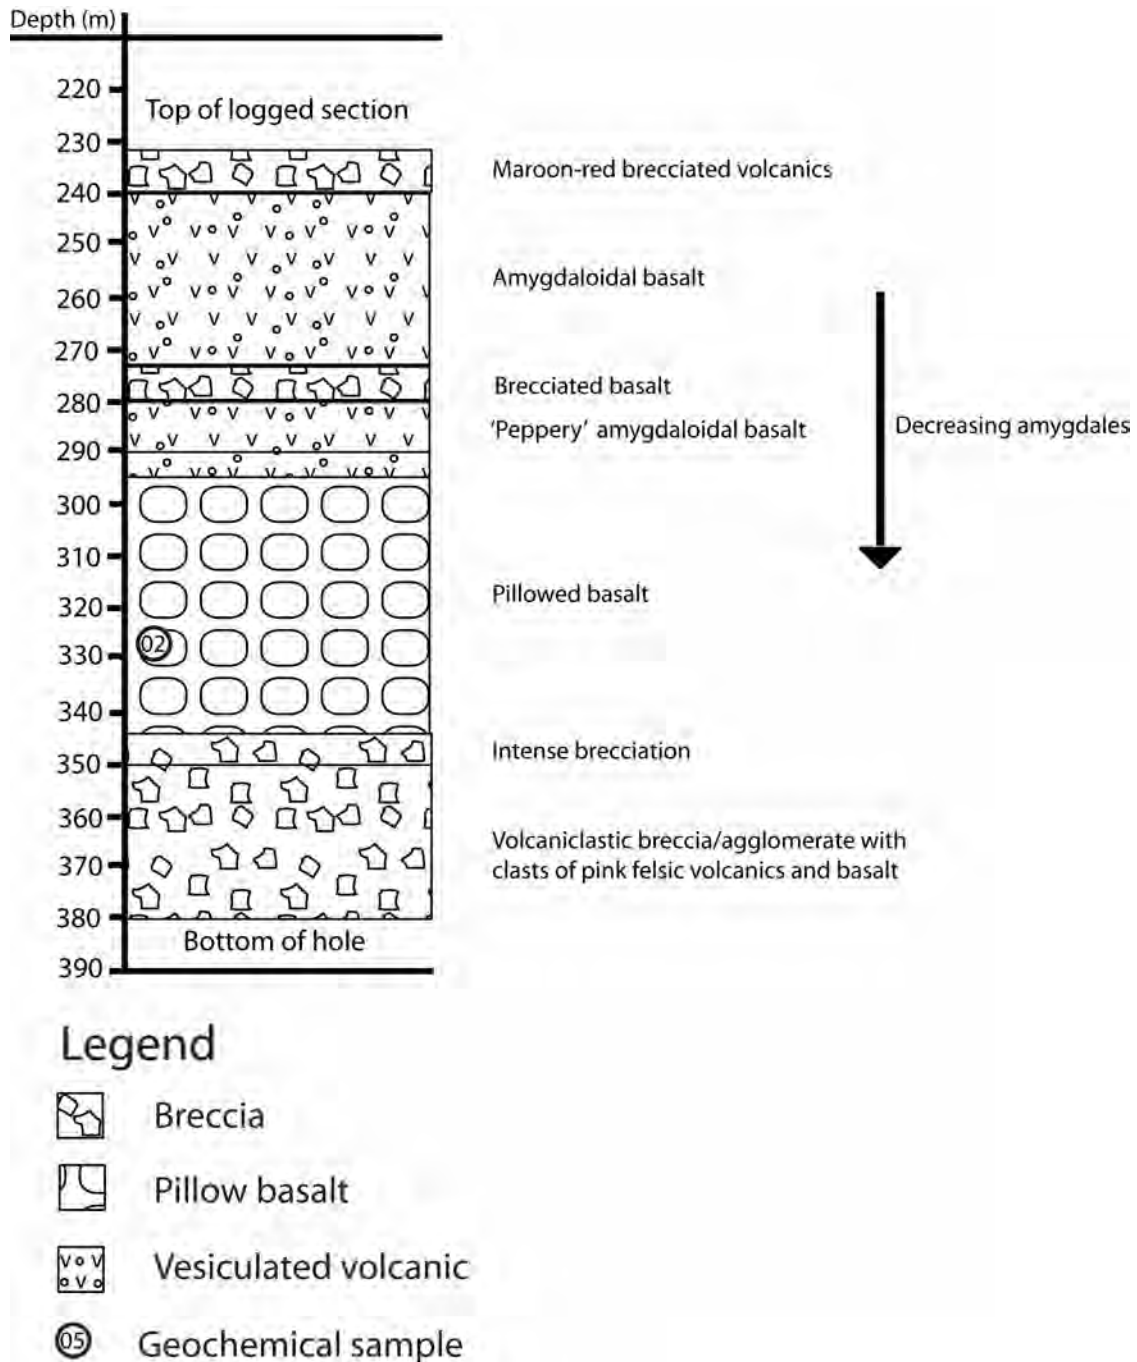 Depth (m)
220
Top of logged section
230
Maroon-red brecciated volcanics
240
250
Amygdaloidal basalt
260
270
Brecciated basalt
280
'Peppery' amygdaloidal basalt
Decreasing amygdales
290
300
310
Pillowed basalt
320
02
330
340
Intense brecciation
350
360
Volcaniclastic breccia/agglomerate with
clasts of pink felsic volcanics and basalt
370
380
Bottom of hole
390
Legend
Breccia
Pillow basalt
Vesiculated volcanic
05 Geochemical sample